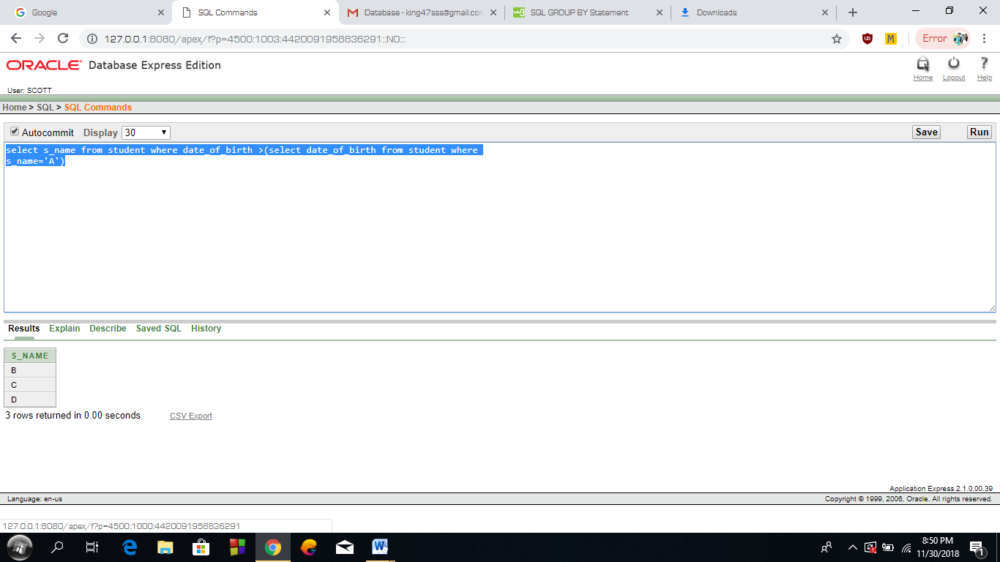 Google
SQL Commands
Database - king47sss@gmail.com
SQL GROUP BY Statement
Downloads
127.0.0.1:8080/apex/f?p=4500:1003:4420091958836291::NO:::
M
Error
ORACLE® Database Express Edition
Home
Logout
Help
User: SCOTT
Home > SQL > SQL Commands
Autocommit Display 30
Save
Run
select s_name from student where date_of_birth >(select date_of_birth from student where
s_name='A')
Results Explain Describe Saved SQL History
S_NAME
B
C
D
3 rows returned in 0.00 seconds
CSV Export
Application Express 2.1.0.00.39
Language: en-us
Copyright © 1999, 2006, Oracle. All rights reserved.
127.0.0.1:8080/apex/f?p=4500:1000:4420091958836291
8:50 PM
11/30/2018
1